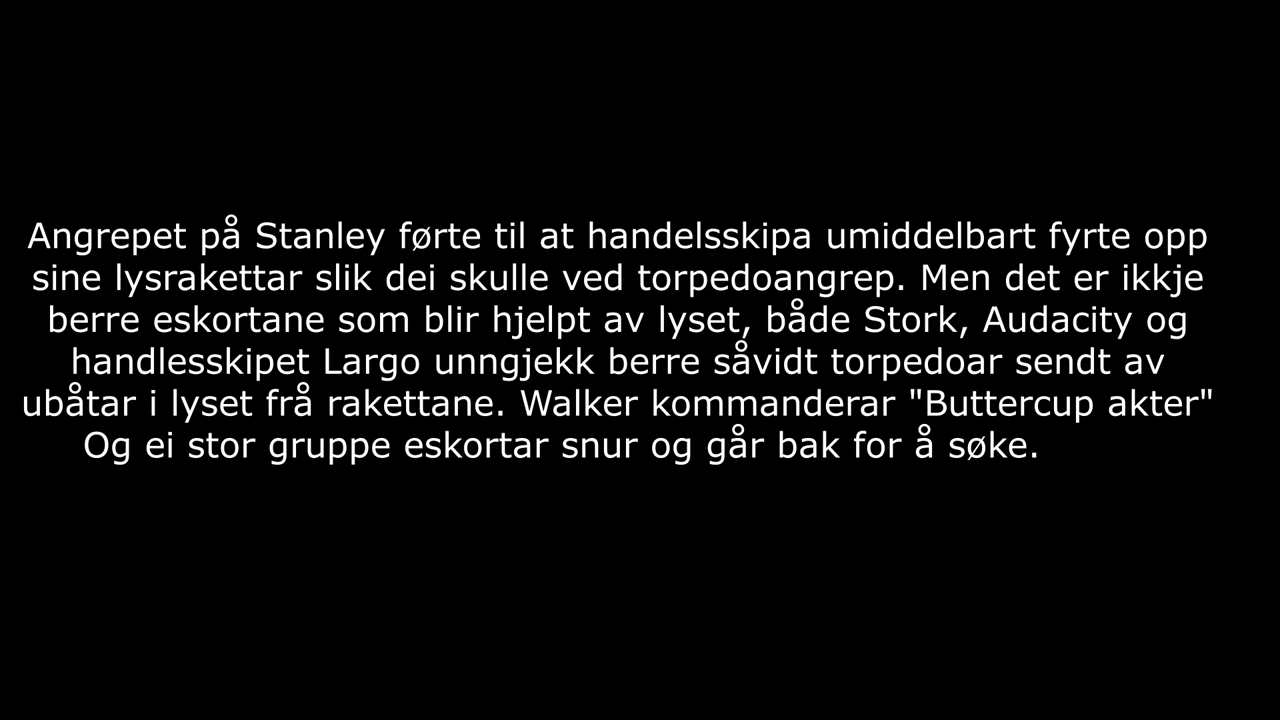 Angrepet på Stanley førte til at handelsskipa umiddelbart fyrte opp
sine lysrakettar slik dei skulle ved torpedoangrep. Men det er ikkje
berre eskortane som blir hjelpt av lyset, både Stork, Audacity og
handlesskipet Largo unngjekk berre såvidt torpedoar sendt av
ubåtar i lyset frå rakettane. Walker kommanderar "Buttercup akter"
Og ei stor gruppe eskortar snur og går bak for å søke.